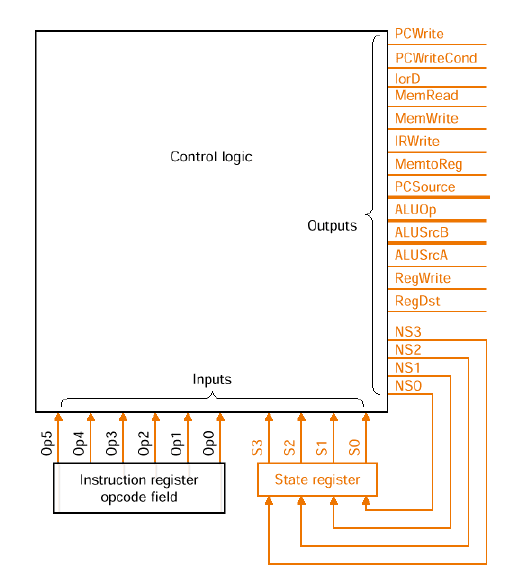 PCWrite
PCWriteCond
IorD
MemRead
MemWrite
IRWrite
MemtoReg
PCSource
ALUOp
ALUSrcB
ALUSrcA
RegWrite
RegDst
NS3
NS2
NS1
NS0
Control logic
Outputs
Inputs
Op5
Op4
Op3
Op2
Op1
Op0
S3
S2
S1
S0
Instruction register
opcode field
State register